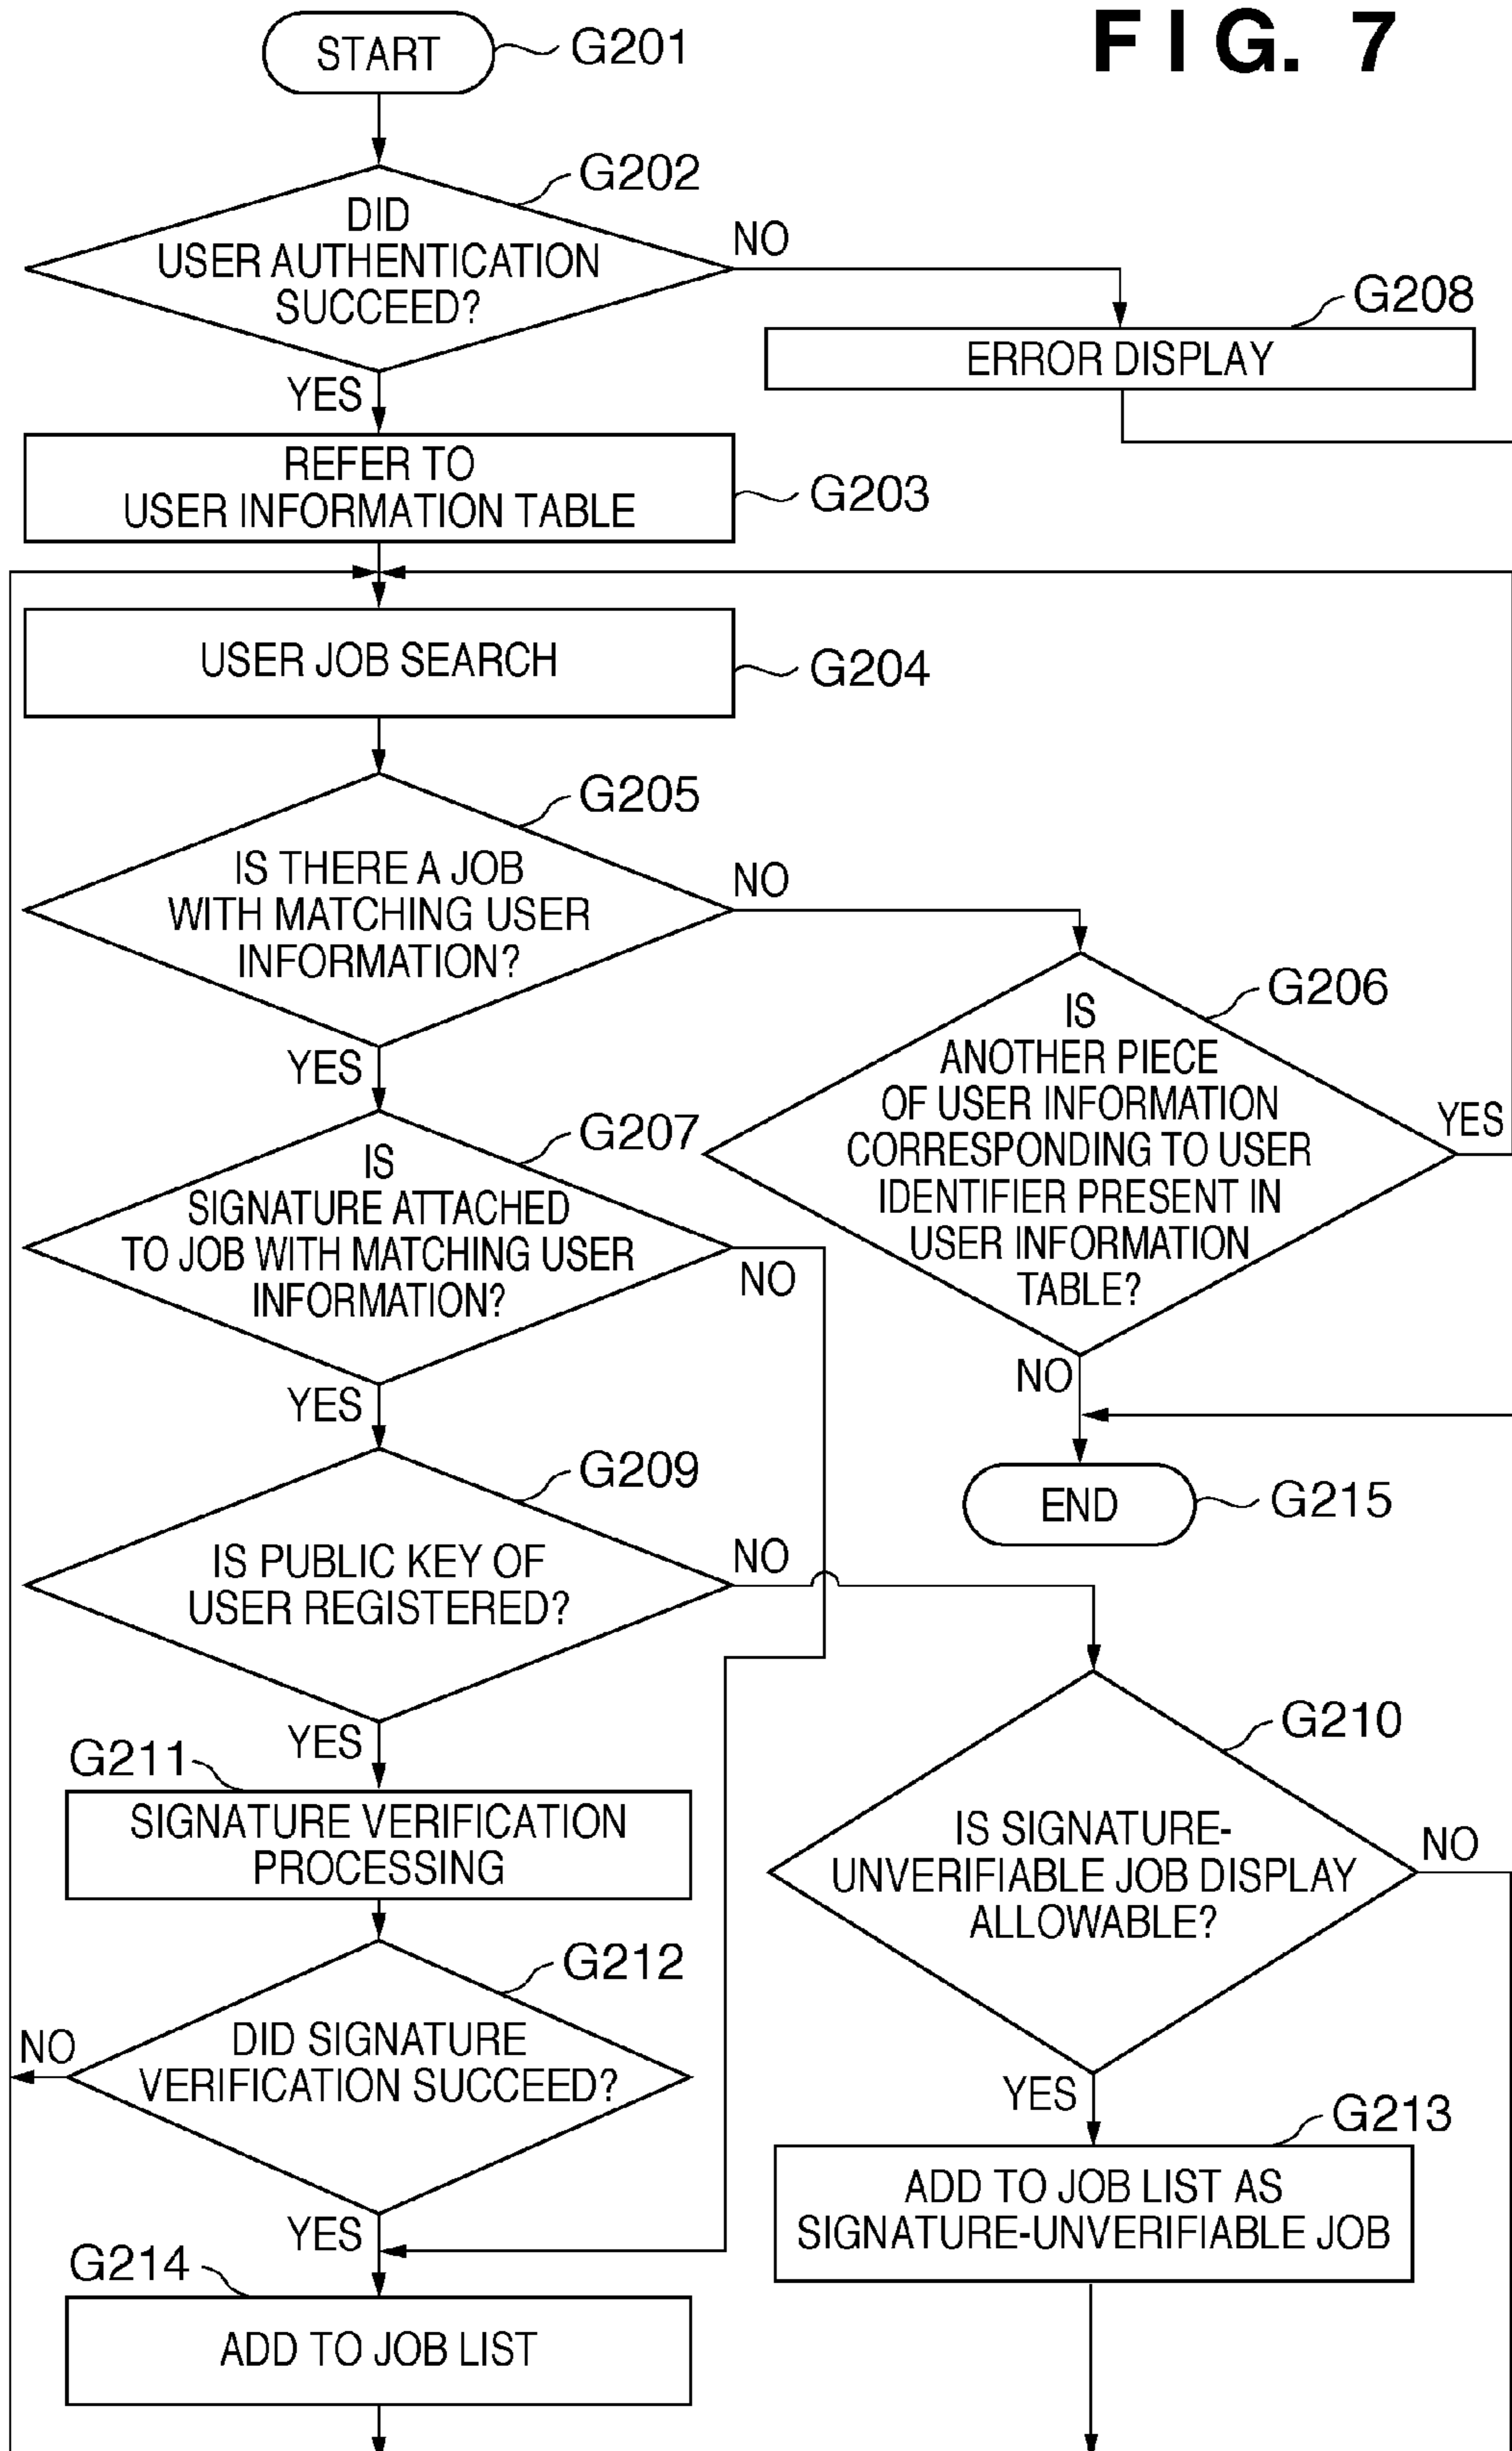 FIG. 7
START
G201
G202
DID
USER AUTHENTICATION
SUCCEED?
NO
YES
G208
ERROR DISPLAY
REFER TO
USER INFORMATION TABLE
G203
USER JOB SEARCH
G204
G205
IS THERE A JOB
WITH MATCHING USER
INFORMATION?
NO
YES
G206
IS
ANOTHER PIECE
OF USER INFORMATION
CORRESPONDING TO USER
IDENTIFIER PRESENT IN
USER INFORMATION
TABLE?
YES
NO
G207
IS
SIGNATURE ATTACHED
TO JOB WITH MATCHING USER
INFORMATION?
NO
YES
END
G215
G209
IS PUBLIC KEY OF
USER REGISTERED?
NO
YES
G210
IS SIGNATURE-
UNVERIFIABLE JOB DISPLAY
ALLOWABLE?
NO
YES
G211
SIGNATURE VERIFICATION
PROCESSING
G212
DID SIGNATURE
VERIFICATION SUCCEED?
NO
YES
G213
ADD TO JOB LIST AS
SIGNATURE-UNVERIFIABLE JOB
G214
ADD TO JOB LIST